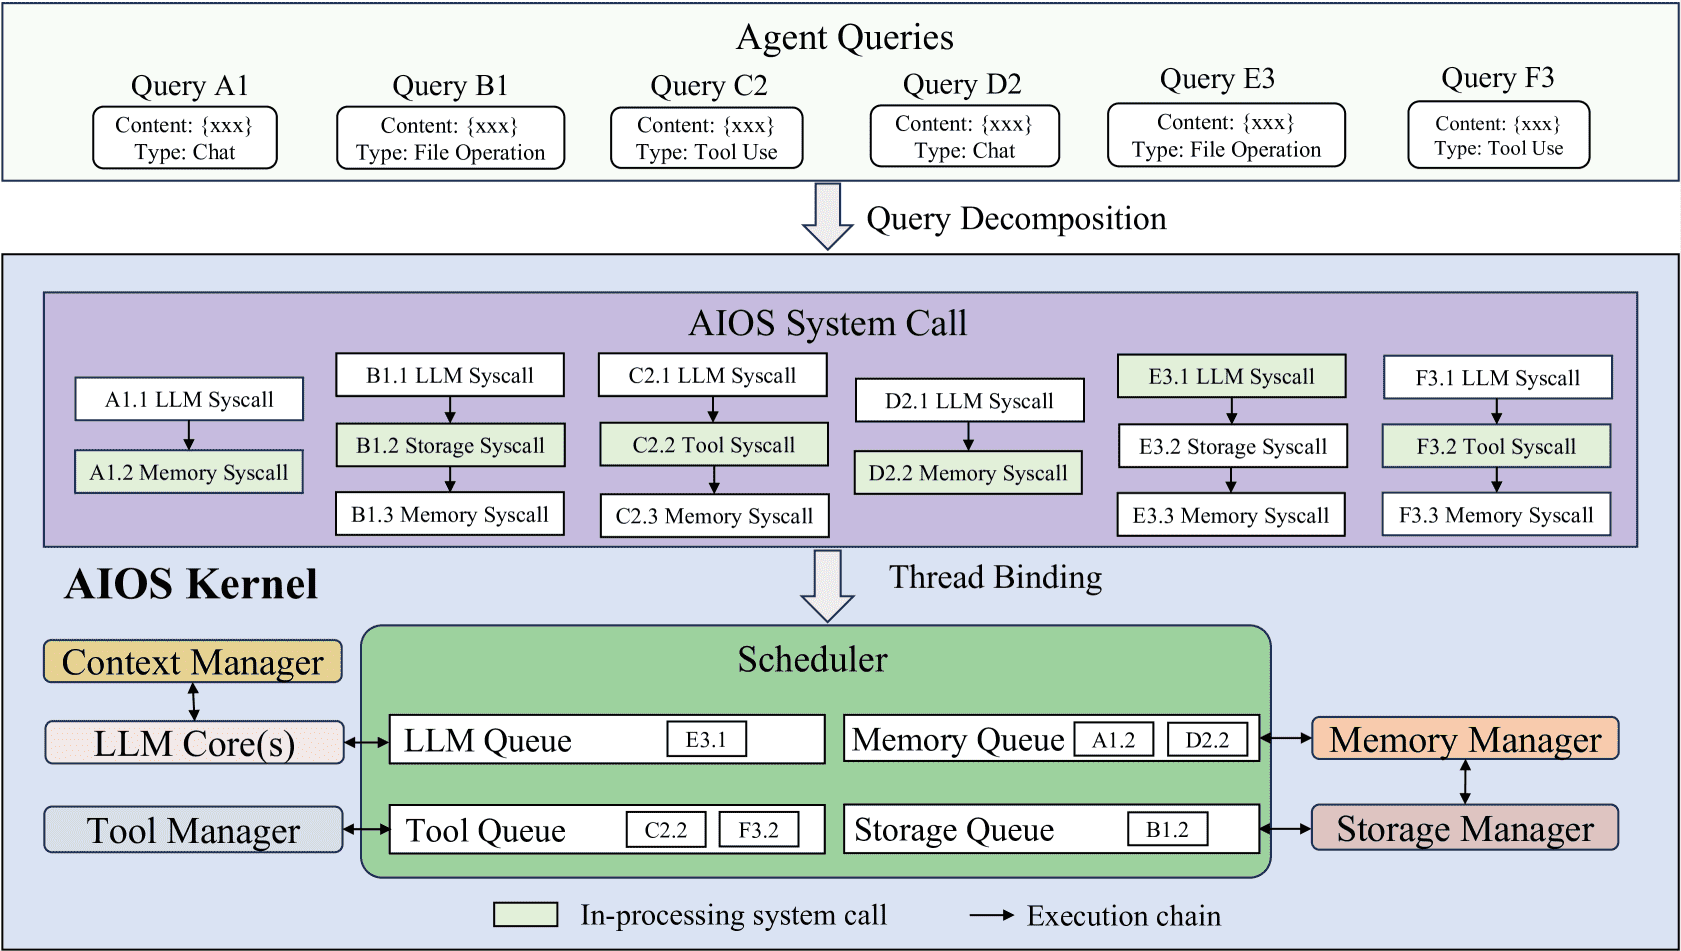 Agent Queries
Query A1
Content: {xxx}
Type: Chat
Query B1
Content: {xxx}
Type: File Operation
Query C2
Content: {xxx}
Type: Tool Use
Query D2
Content: {xxx}
Type: Chat
Query E3
Content: {xxx}
Type: File Operation
Query F3
Content: {xxx}
Type: Tool Use
Query Decomposition
AIOS System Call
A1.1 LLM Syscall
A1.2 Memory Syscall
B1.1 LLM Syscall
B1.2 Storage Syscall
B1.3 Memory Syscall
C2.1 LLM Syscall
C2.2 Tool Syscall
C2.3 Memory Syscall
D2.1 LLM Syscall
D2.2 Memory Syscall
E3.1 LLM Syscall
E3.2 Storage Syscall
E3.3 Memory Syscall
F3.1 LLM Syscall
F3.2 Tool Syscall
F3.3 Memory Syscall
AIOS Kernel
Thread Binding
Context Manager
LLM Core(s)
Tool Manager
Scheduler
LLM Queue
E3.1
Memory Queue
A1.2
D2.2
Tool Queue
C2.2
F3.2
Storage Queue
B1.2
Memory Manager
Storage Manager
In-processing system call
Execution chain